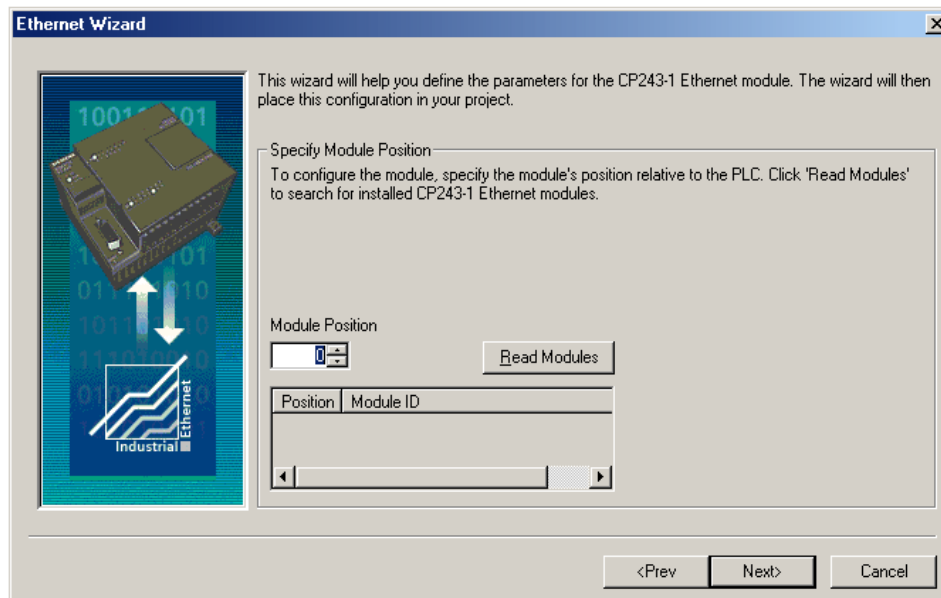 Ethernet Wizard
This wizard will help you define the parameters for the CP243-1 Ethernet module. The wizard will then
place this configuration in your project.
Specify Module Position
To configure the module, specify the module's position relative to the PLC. Click 'Read Modules'
to search for installed CP243-1 Ethernet modules.
Module Position
0
Read Modules
Position Module ID
Industrial
Ethernet
<Prev
Next>
Cancel